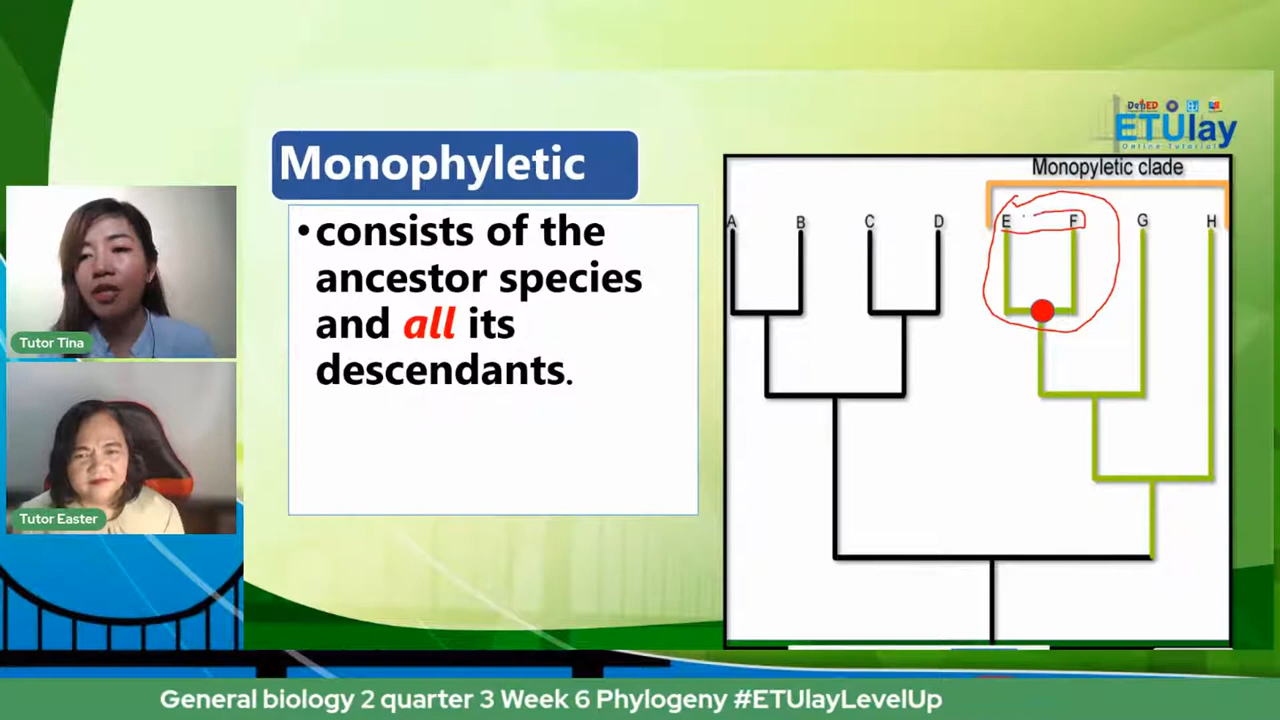 DepED
ETUlay
Online Tutorial
Monophyletic
Monopyletic clade
•consists of the
ancestor species
and all its
descendants.
A B C D E F G H
Tutor Tina
Tutor Easter
General biology 2 quarter 3 Week 6 Phylogeny #ETUlayLevelUp